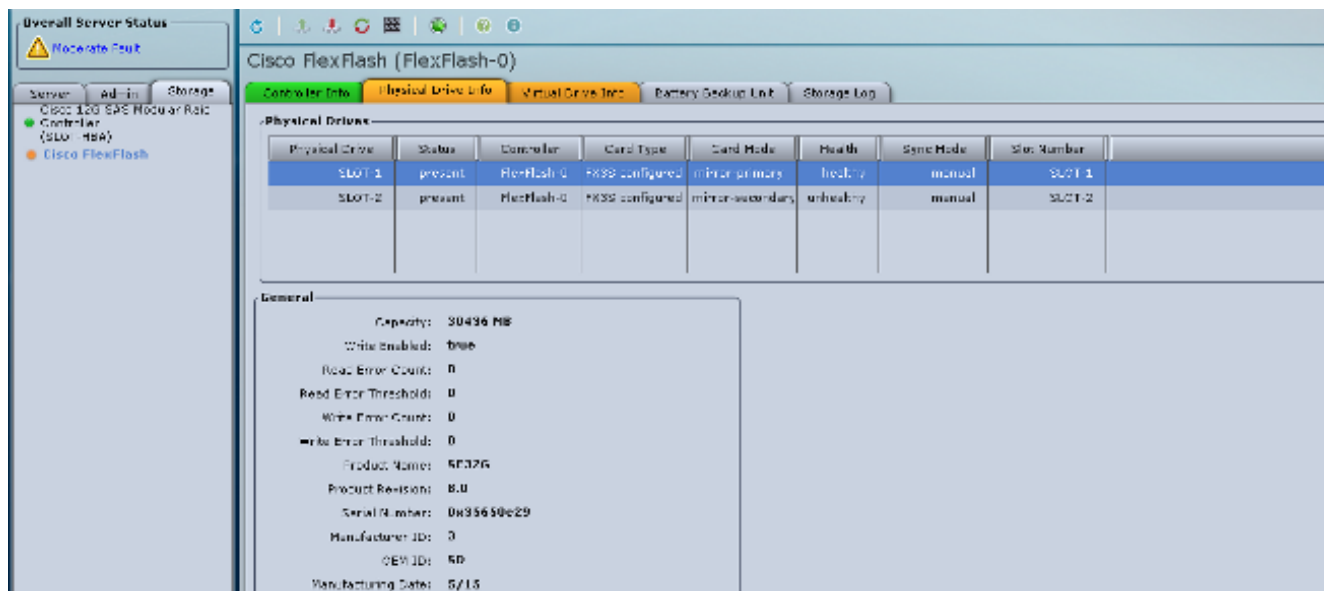 Overall Server Status
Moderate Fault
Cisco FlexFlash (FlexFlash-0)
Server Admin Storage
Controller Info Physical Drive Info Virtual Drive Info Battery Backup Unit Storage Log
Cisco 12G SAS Modular Raid
Controller
(SLOT-HBA)
Cisco FlexFlash
Physical Drives
Physical Drive Status Controller Card Type Card Mode Health Sync Mode Slot Number
SLOT-1 present FlexFlash-0 FX3S configured mirror-primary healthy manual SLOT-1
SLOT-2 present FlexFlash-0 FX3S configured mirror-secondary unhealthy manual SLOT-2
General
Capacity: 30436 MB
Write Enabled: true
Read Error Count: 0
Read Error Threshold: 0
Write Error Count: 0
Write Error Threshold: 0
Product Name: SE32G
Product Revision: 8.0
Serial Number: 0x35650e29
Manufacturer ID: 3
OEM ID: SD
Manufacturing Date: 5/15